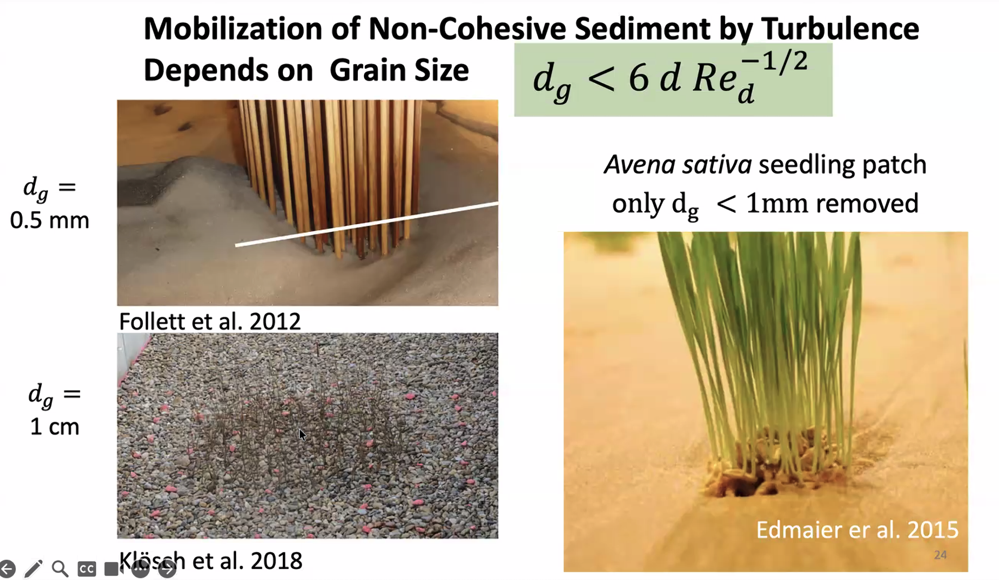 Mobilization of Non-Cohesive Sediment by Turbulence
Depends on Grain Size
d_g < 6 d Re_d^{-1/2}
d_g =
0.5 mm
Follett et al. 2012
Avena sativa seedling patch
only d_g < 1mm removed
d_g =
1 cm
Klösch et al. 2018
Edmaier er al. 2015
24
CC